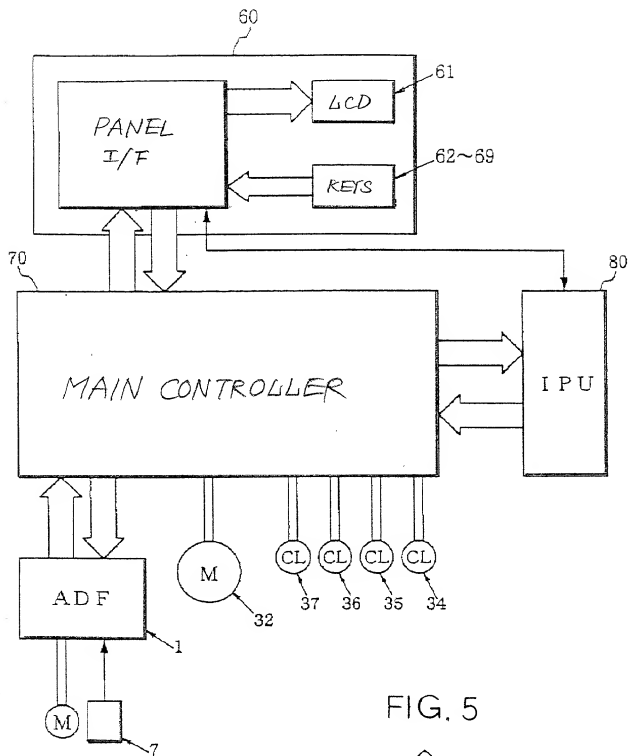 60
PANEL
I/F
LCD
61
KEYS
62~69
70
80
MAIN CONTROLLER
IPU
ADF
1
M
7
M
32
CL
37
CL
36
CL
35
CL
34
FIG. 5